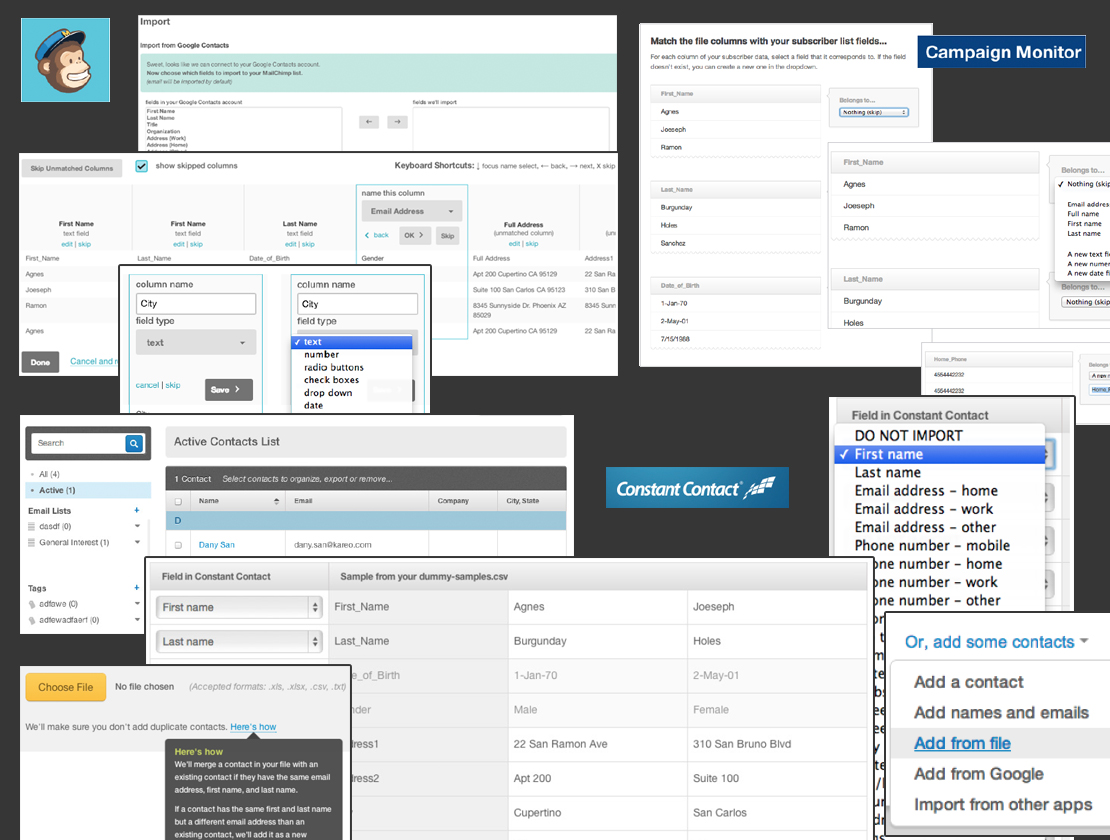 Import
Import from Google Contacts
Sweet, looks like we can connect to your Google Contacts account.
Now choose which fields to import to your MailChimp list.
(email will be imported by default)
fields in your Google Contacts account
fields we'll import
First Name
Last Name
Title
Organization
Address (Work)
Address (Home)
Skip Unmatched Columns
show skipped columns
Keyboard Shortcuts: ↓ focus name select, ← back, → next, X skip
First Name
text field
edit | skip
First Name
text field
edit | skip
Last Name
text field
edit | skip
name this column
Email Address
< back
OK >
Skip
Full Address
(unmatched column)
edit | skip
First_Name
Last_Name
Date_of_Birth
Gender
Full Address
Address1
Agnes
Apt 200 Cupertino CA 95129
22 San Ra
Joeseph
Suite 100 San Carlos CA 95123
310 San B
Ramon
8345 Sunnyside Dr. Phoenix AZ
85029
8345 Sunn
Agnes
Apt 200 Cupertino CA 95129
22 San Ra
Done
Cancel and r
column name
City
field type
text
cancel | skip
Save >
column name
City
field type
✓ text
number
radio buttons
check boxes
drop down
date
Match the file columns with your subscriber list fields...
For each column of your subscriber data, select a field that it corresponds to. If the field
doesn't exist, you can create a new one in the dropdown.
First_Name
Agnes
Joeseph
Ramon
Belongs to...
Nothing (skip)
Last_Name
Burgunday
Holes
Sanchez
Date_of_Birth
1-Jan-70
2-May-01
7/15/1988
Campaign Monitor
First_Name
Agnes
Joeseph
Ramon
Belongs to...
✓ Nothing (skip
Email addres
Full name
First name
Last name
A new text fi
A new numer
A new date f
Last_Name
Burgunday
Holes
Belongs to...
Nothing (skip)
Home_Phone
4554442232
4554442232
Belongs
A new n
Home_P
Search
All (4)
Active (1)
Email Lists
+
dasdf (0)
General Interest (1)
Tags
+
adfawe (0)
adfewadfaerf (0)
Active Contacts List
1 Contact
Select contacts to organize, export or remove...
Name
Email
Company
City, State
D
Dany San
dany.san@kareo.com
Constant Contact
Field in Constant Contact
DO NOT IMPORT
✓ First name
Last name
Email address – home
Email address – work
Email address – other
Phone number – mobile
one number – home
one number – work
one number – other
Field in Constant Contact
Sample from your dummy-samples.csv
First name
First_Name
Agnes
Joeseph
Last name
Last_Name
Burgunday
Holes
e_of_Birth
1-Jan-70
2-May-01
nder
Male
Female
dress1
22 San Ramon Ave
310 San Bruno Blvd
dress2
Apt 200
Suite 100
Cupertino
San Carlos
Choose File
No file chosen
(Accepted formats: .xls, .xlsx, .csv, .txt)
We'll make sure you don't add duplicate contacts. Here's how
Here's how
We'll merge a contact in your file with an
existing contact if they have the same email
address, first name, and last name.
If a contact has the same first and last name
but a different email address than an
existing contact, we'll add it as a new
Or, add some contacts
Add a contact
Add names and emails
Add from file
Add from Google
Import from other apps